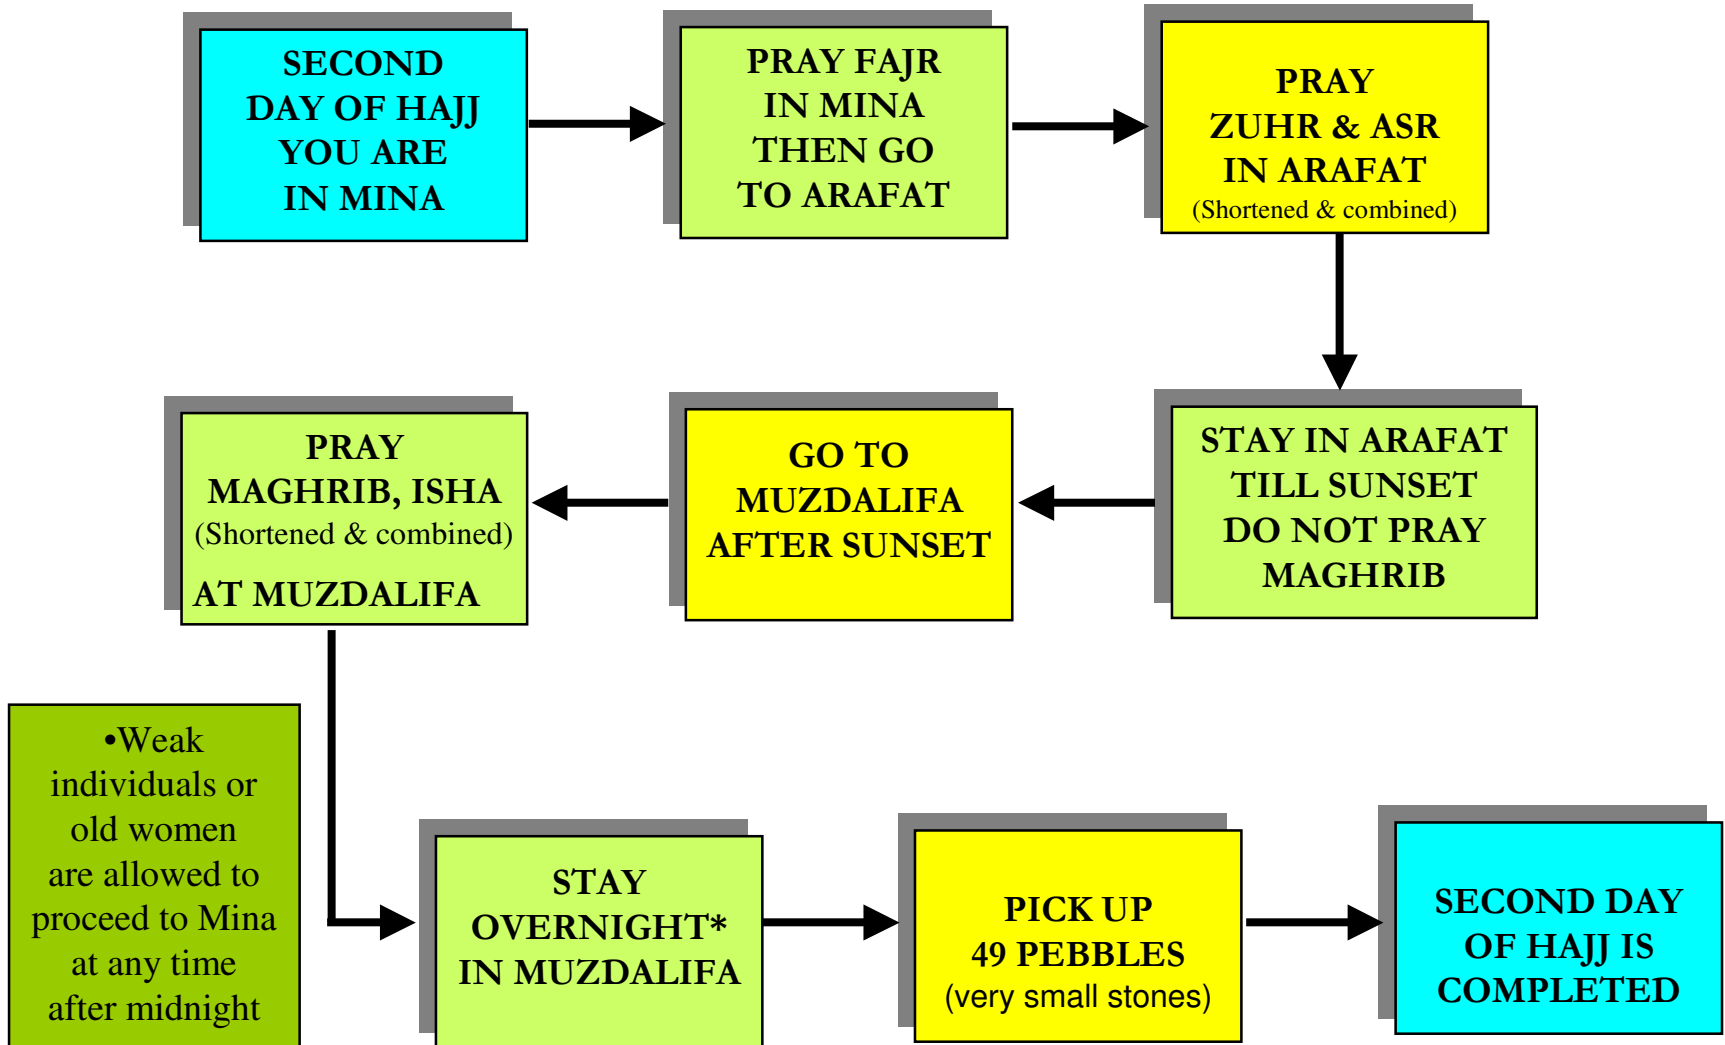 SECOND
DAY OF HAJJ
YOU ARE
IN MINA
PRAY FAJR
IN MINA
THEN GO
TO ARAFAT
PRAY
ZUHR & ASR
IN ARAFAT
(Shortened & combined)
STAY IN ARAFAT
TILL SUNSET
DO NOT PRAY
MAGHRIB
GO TO
MUZDALIFA
AFTER SUNSET
PRAY
MAGHRIB, ISHA
(Shortened & combined)
AT MUZDALIFA
•Weak
individuals or
old women
are allowed to
proceed to Mina
at any time
after midnight
STAY
OVERNIGHT*
IN MUZDALIFA
PICK UP
49 PEBBLES
(very small stones)
SECOND DAY
OF HAJJ IS
COMPLETED